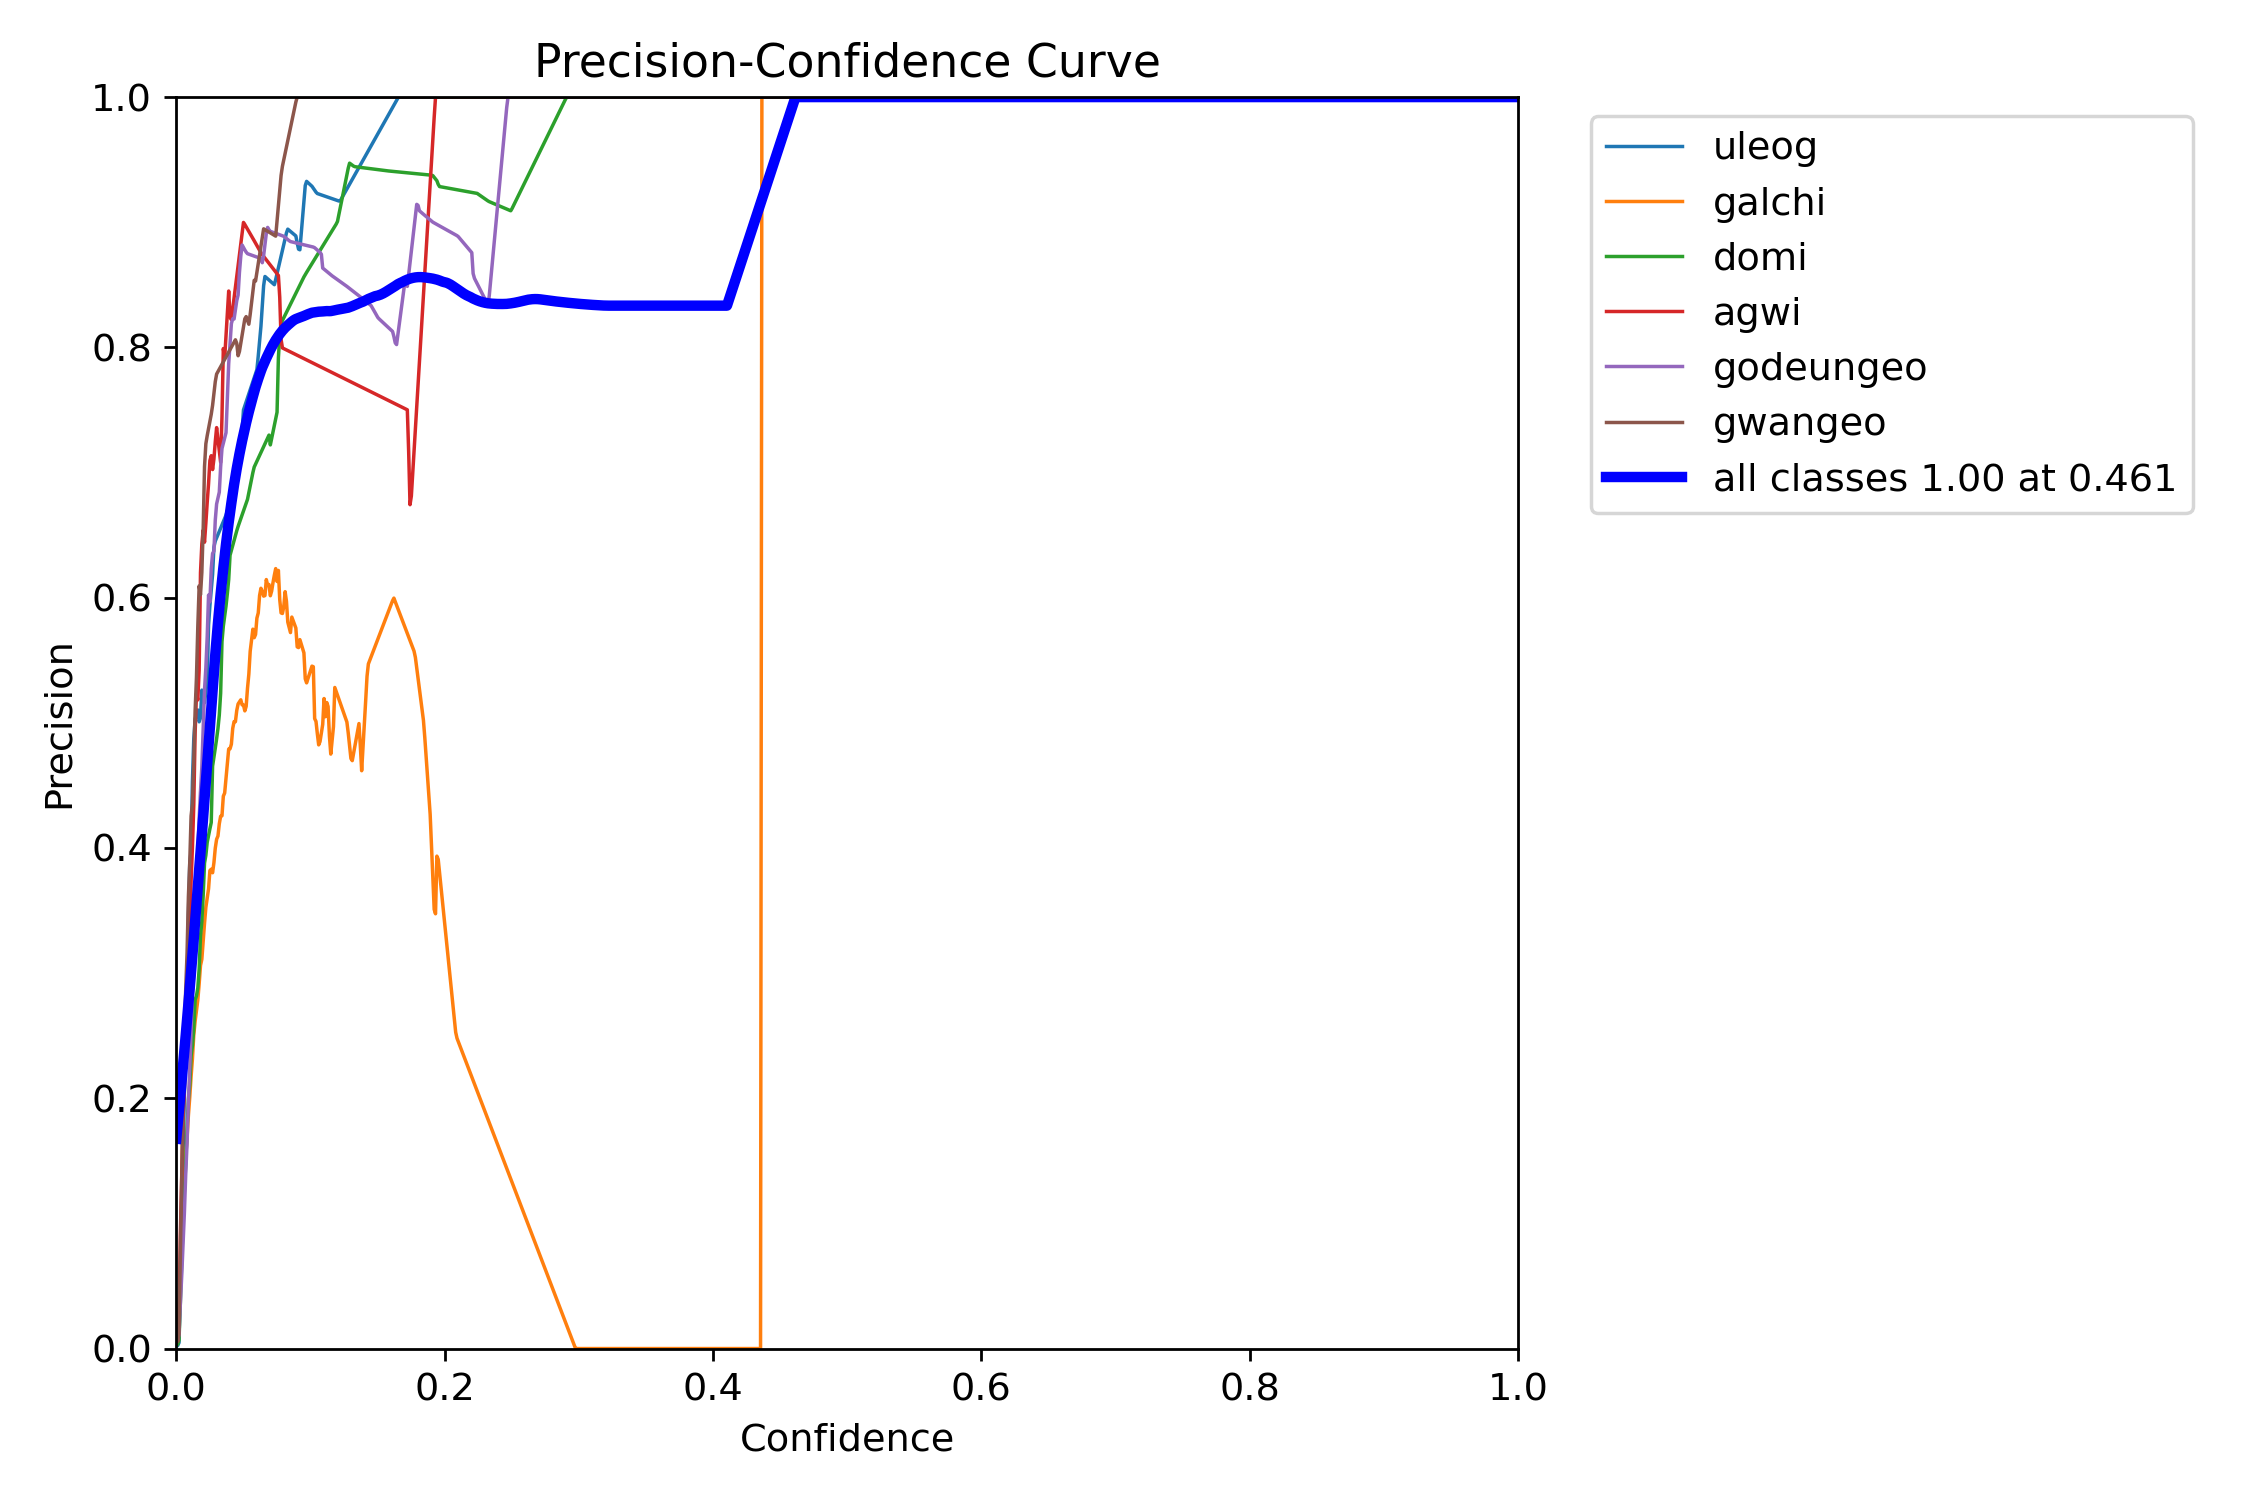 Precision-Confidence Curve
1.0
0.8
0.6
0.4
0.2
0.0
Precision
0.0 0.2 0.4 0.6 0.8 1.0
Confidence
uleog
galchi
domi
agwi
godeungeo
gwangeo
all classes 1.00 at 0.461